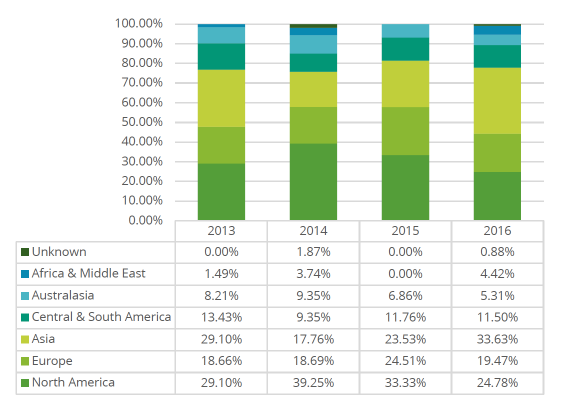 100.00%
90.00%
80.00%
70.00%
60.00%
50.00%
40.00%
30.00%
20.00%
10.00%
0.00%
2013 2014 2015 2016
Unknown 0.00% 1.87% 0.00% 0.88%
Africa & Middle East 1.49% 3.74% 0.00% 4.42%
Australasia 8.21% 9.35% 6.86% 5.31%
Central & South America 13.43% 9.35% 11.76% 11.50%
Asia 29.10% 17.76% 23.53% 33.63%
Europe 18.66% 18.69% 24.51% 19.47%
North America 29.10% 39.25% 33.33% 24.78%